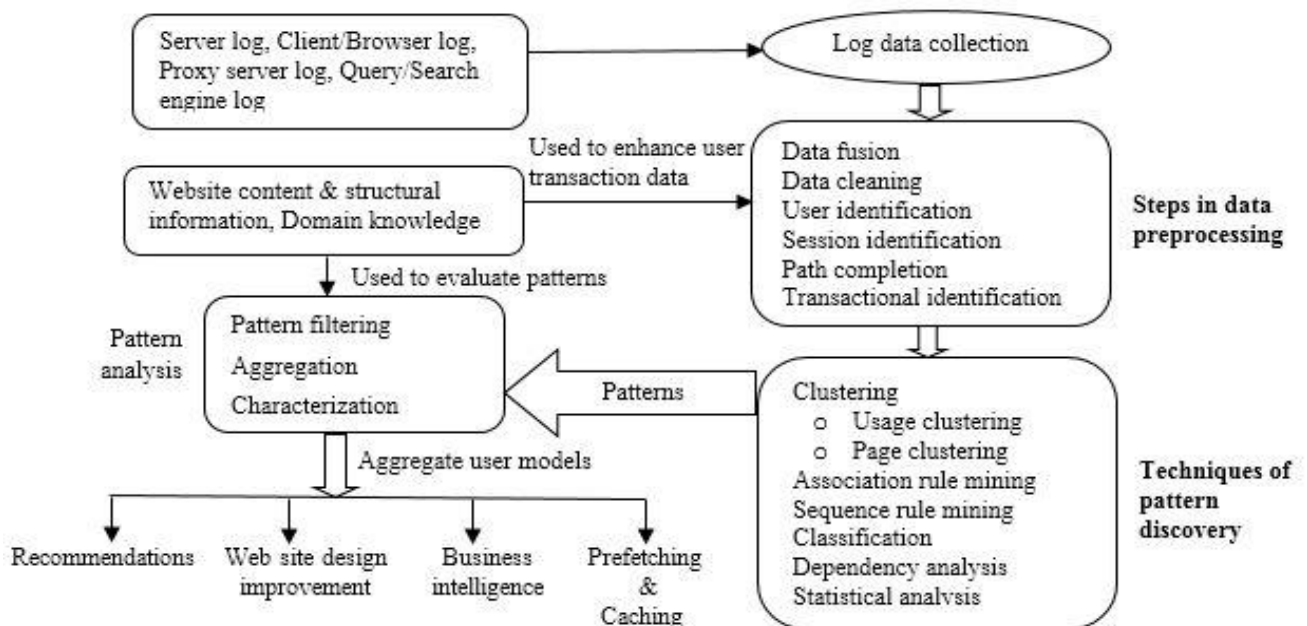 Server log, Client/Browser log,
Proxy server log, Query/Search
engine log
Log data collection
Used to enhance user
transaction data
Website content & structural
information, Domain knowledge
Data fusion
Data cleaning
User identification
Session identification
Path completion
Transactional identification
Steps in data
preprocessing
Used to evaluate patterns
Pattern
analysis
Pattern filtering
Aggregation
Characterization
Patterns
Clustering
o Usage clustering
o Page clustering
Association rule mining
Sequence rule mining
Classification
Dependency analysis
Statistical analysis
Techniques of
pattern
discovery
Aggregate user models
Recommendations
Web site design
improvement
Business
intelligence
Prefetching
&
Caching